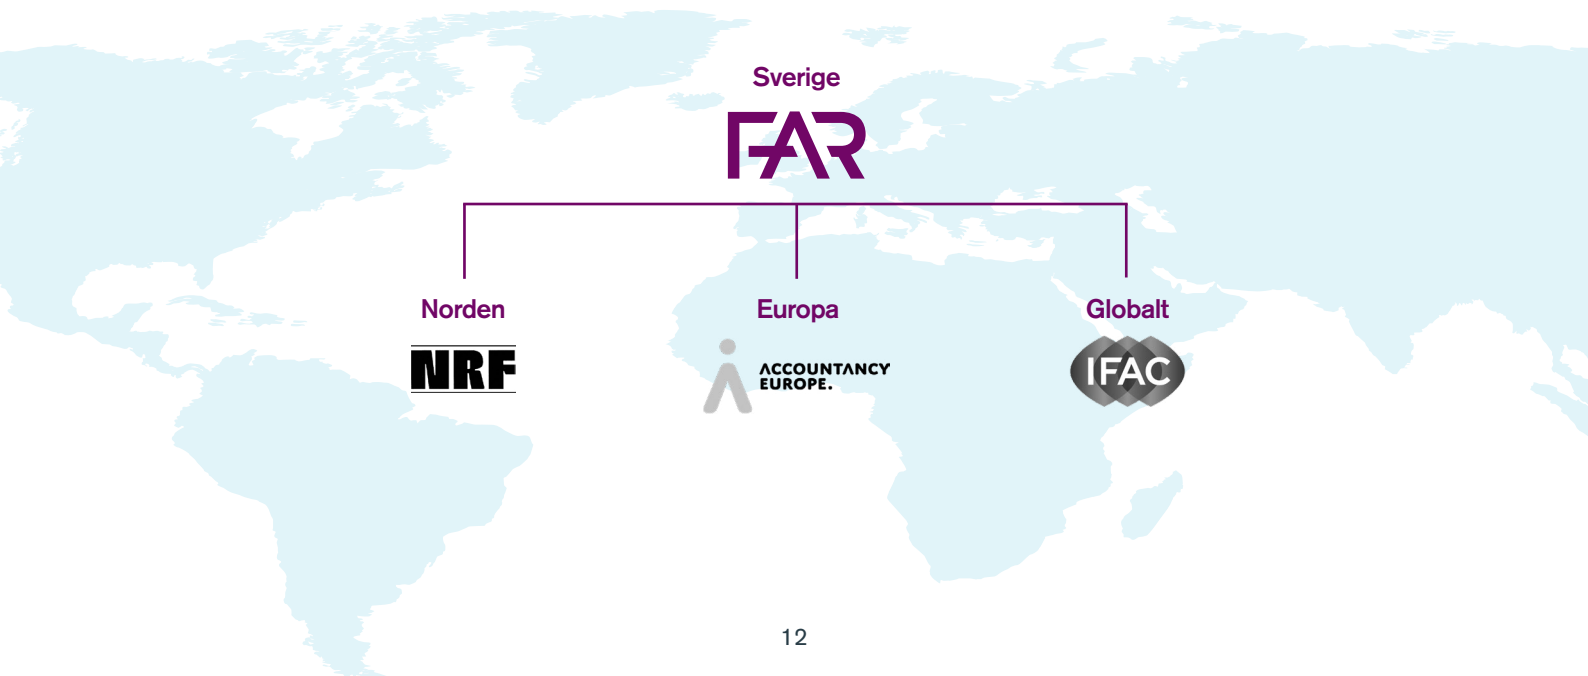 Sverige
FAR
Norden
Europa
Globalt
NRF
ACCOUNTANCY
EUROPE.
IFAC
12